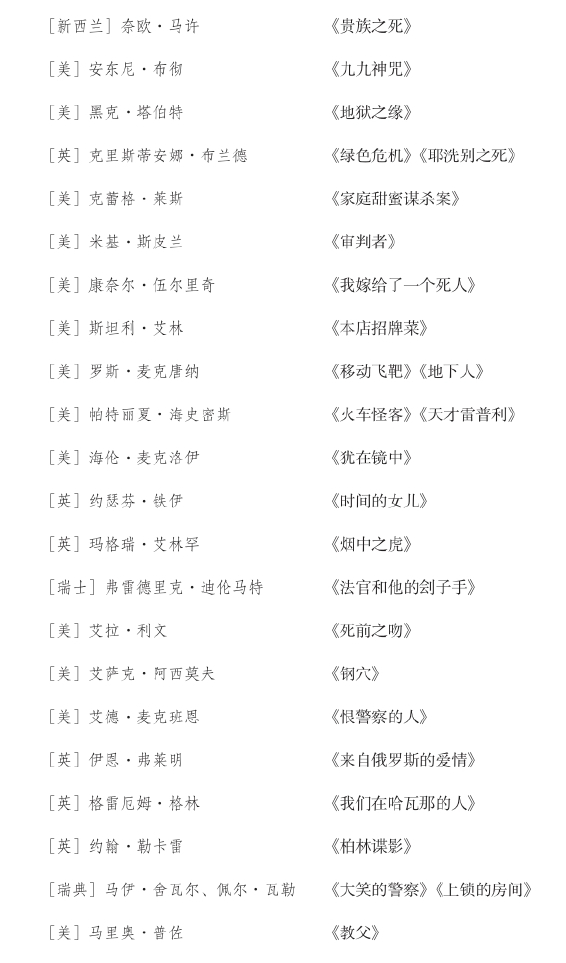 [新西兰] 奈欧·马许 《贵族之死》
[美] 安东尼·布彻 《九九神咒》
[美] 黑克·塔伯特 《地狱之缘》
[英] 克里斯蒂安娜·布兰德 《绿色危机》《耶洗别之死》
[美] 克蕾格·莱斯 《家庭甜蜜谋杀案》
[美] 米基·斯皮兰 《审判者》
[美] 康奈尔·伍尔里奇 《我嫁给了一个死人》
[美] 斯坦利·艾林 《本店招牌菜》
[美] 罗斯·麦克唐纳 《移动飞靶》《地下人》
[美] 帕特丽夏·海史密斯 《火车怪客》《天才雷普利》
[美] 海伦·麦克洛伊 《犹在镜中》
[英] 约瑟芬·铁伊 《时间的女儿》
[英] 玛格瑞·艾林罕 《烟中之虎》
[瑞士] 弗雷德里克·迪伦马特 《法官和他的刽子手》
[美] 艾拉·利文 《死前之吻》
[美] 艾萨克·阿西莫夫 《钢穴》
[美] 艾德·麦克班恩 《恨警察的人》
[英] 伊恩·弗莱明 《来自俄罗斯的爱情》
[英] 格雷厄姆·格林 《我们在哈瓦那的人》
[英] 约翰·勒卡雷 《柏林谍影》
[瑞典] 马伊·舍瓦尔、佩尔·瓦勒 《大笑的警察》《上锁的房间》
[美] 马里奥·普佐 《教父》